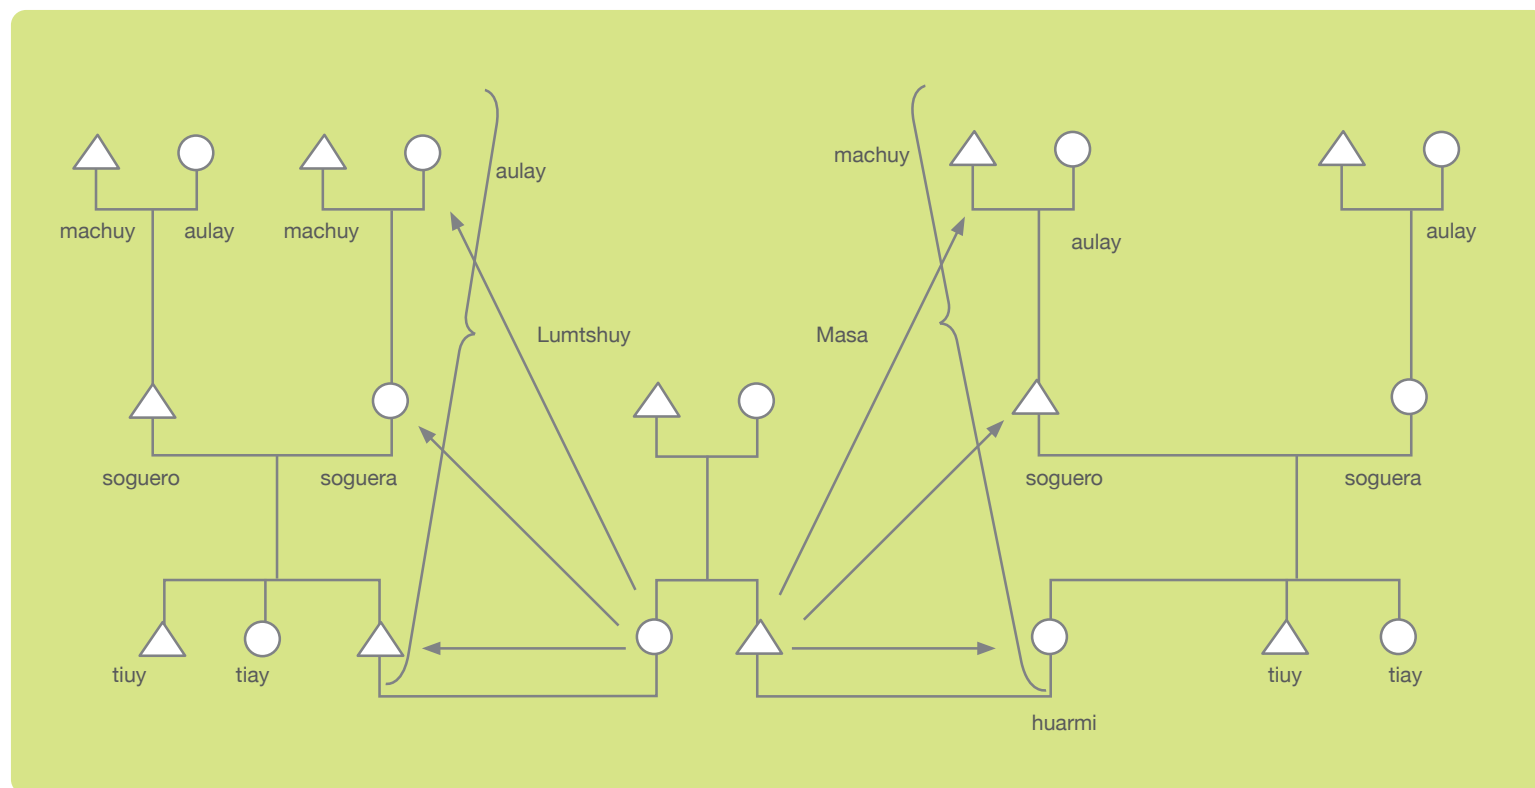 machuy
aulay
machuy
aulay
machuy
aulay
aulay
Lumtshuy
Masa
soguero
soguera
soguero
soguera
tiuy
tiay
tiuy
tiay
huarmi